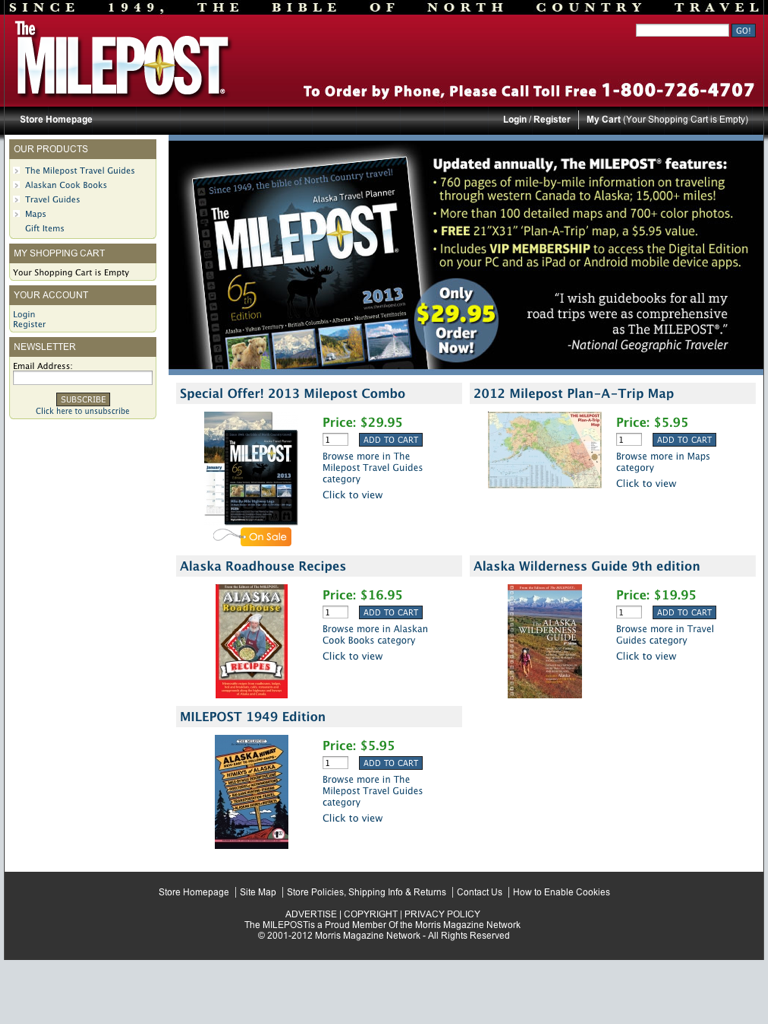 SINCE 1949, THE BIBLE OF NORTH COUNTRY TRAVEL
The
MILEPOST®
GO!
To Order by Phone, Please Call Toll Free 1-800-726-4707
Store Homepage
Login / Register
My Cart (Your Shopping Cart is Empty)
OUR PRODUCTS
The Milepost Travel Guides
Alaskan Cook Books
Travel Guides
Maps
Gift Items
MY SHOPPING CART
Your Shopping Cart is Empty
YOUR ACCOUNT
Login
Register
NEWSLETTER
Email Address:
SUBSCRIBE
Click here to unsubscribe
Since 1949, the bible of North Country travel!
Alaska Travel Planner
The
MILEPOST®
65th
Edition
2013
Alaska • Yukon Territory • British Columbia • Alberta • Northwest Territories
Updated annually, The MILEPOST® features:
• 760 pages of mile-by-mile information on traveling
through western Canada to Alaska; 15,000+ miles!
• More than 100 detailed maps and 700+ color photos.
• FREE 21"X31" 'Plan-A-Trip' map, a $5.95 value.
• Includes VIP MEMBERSHIP to access the Digital Edition
on your PC and as iPad or Android mobile device apps.
Only
$29.95
Order
Now!
“I wish guidebooks for all my
road trips were as comprehensive
as The MILEPOST®.”
-National Geographic Traveler
Special Offer! 2013 Milepost Combo
January
The
MILEPOST
65
2013
On Sale
Price: $29.95
1
ADD TO CART
Browse more in The
Milepost Travel Guides
category
Click to view
2012 Milepost Plan-A-Trip Map
The MILEPOST
Plan-A-Trip
Map
Price: $5.95
1
ADD TO CART
Browse more in Maps
category
Click to view
Alaska Roadhouse Recipes
ALASKA
Roadhouse
RECIPES
Price: $16.95
1
ADD TO CART
Browse more in Alaskan
Cook Books category
Click to view
Alaska Wilderness Guide 9th edition
The ALASKA
WILDERNESS
GUIDE
Price: $19.95
1
ADD TO CART
Browse more in Travel
Guides category
Click to view
MILEPOST 1949 Edition
THE MILEPOST
ALASKA
Price: $5.95
1
ADD TO CART
Browse more in The
Milepost Travel Guides
category
Click to view
Store Homepage | Site Map | Store Policies, Shipping Info & Returns | Contact Us | How to Enable Cookies
ADVERTISE | COPYRIGHT | PRIVACY POLICY
The MILEPOSTis a Proud Member Of the Morris Magazine Network
© 2001-2012 Morris Magazine Network - All Rights Reserved